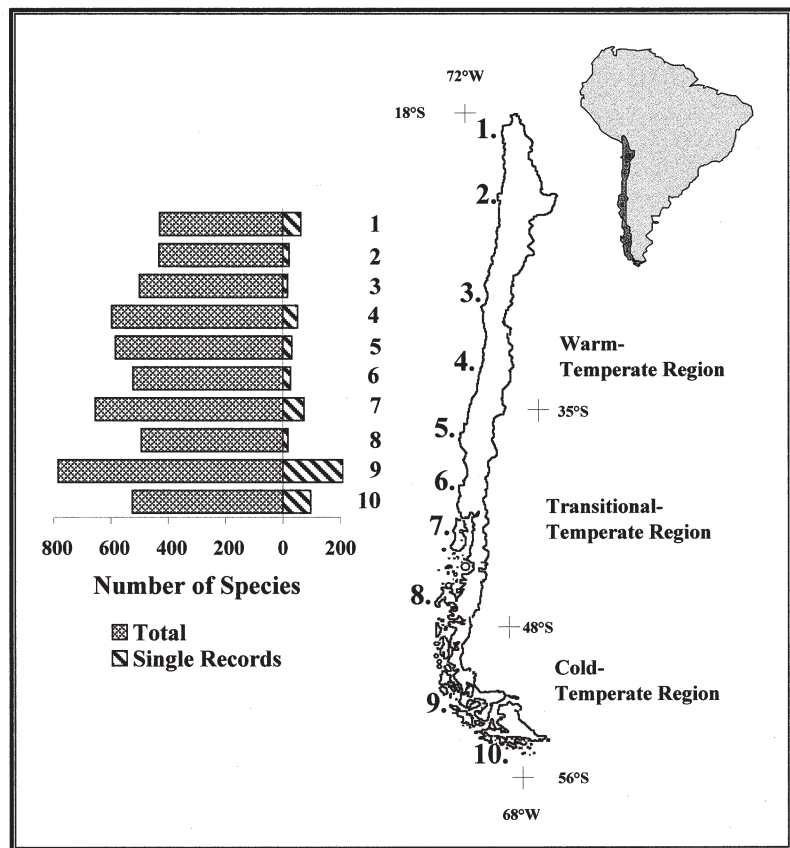 72°W
18°S
1.
2.
3.
4.
5.
6.
7.
8.
9.
10.
Warm-
Temperate Region
35°S
Transitional-
Temperate Region
48°S
Cold-
Temperate Region
56°S
68°W
1
2
3
4
5
6
7
8
9
10
800 600 400 200 0 200
Number of Species
Total
Single Records